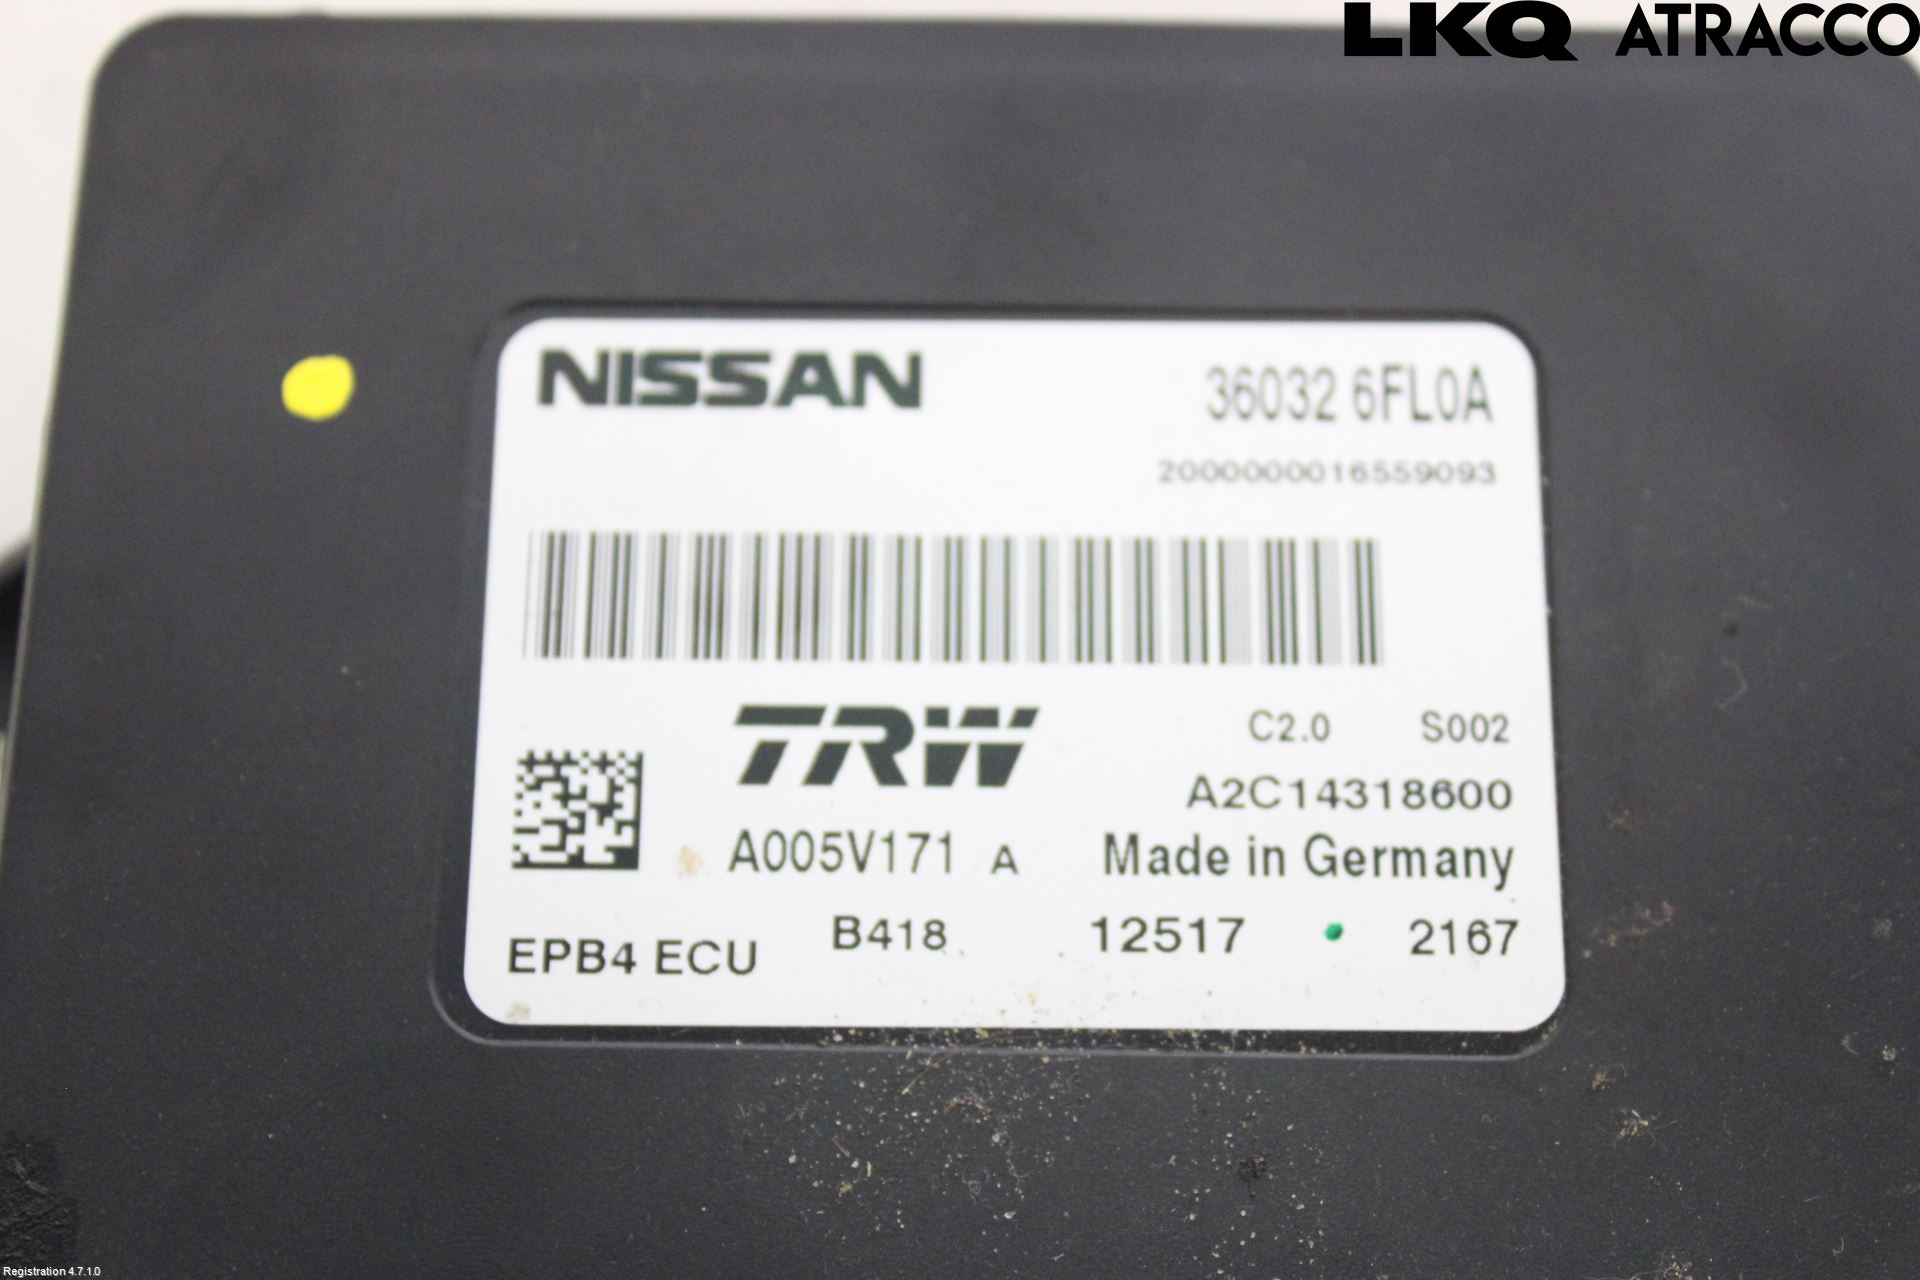 LKQ ATRACCO
NISSAN 36032 6FL0A
2000000016559093
TRW C2.0 S002
A2C14318600
A005V171 A Made in Germany
EPB4 ECU B418 12517 2167
Registration 4.7.1.0